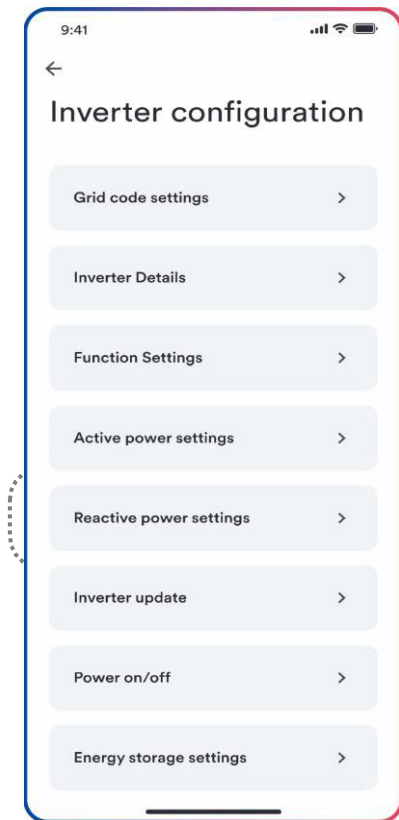 9:41
Inverter configuration
Grid code settings
Inverter Details
Function Settings
Active power settings
Reactive power settings
Inverter update
Power on/off
Energy storage settings